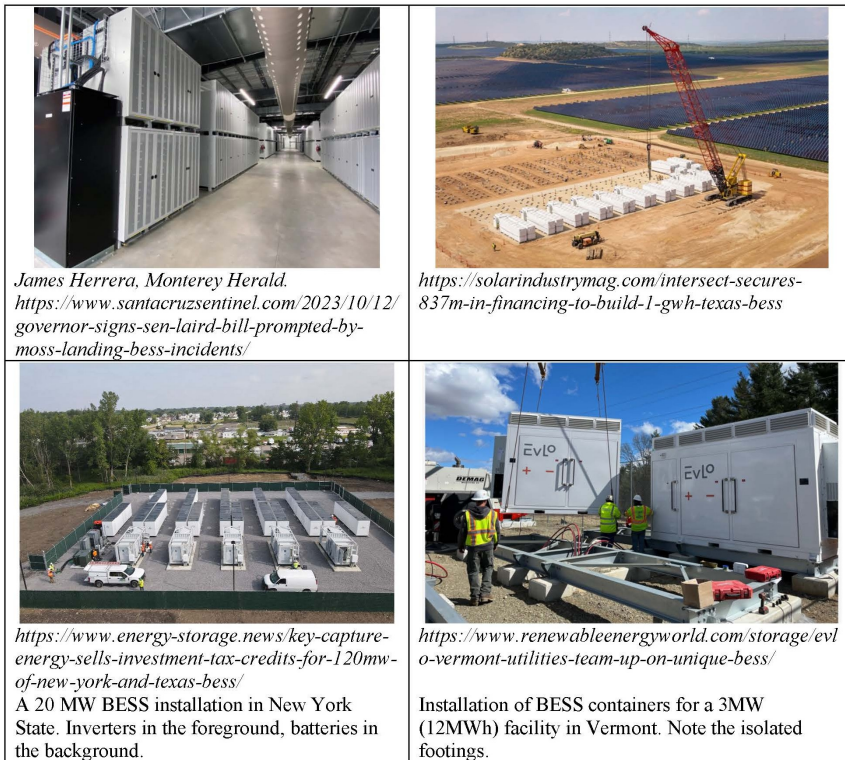 James Herrera, Monterey Herald.
https://www.santacruzsentinel.com/2023/10/12/
governor-signs-sen-laird-bill-prompted-by-
moss-landing-bess-incidents/
https://solarindustrymag.com/intersect-secures-
837m-in-financing-to-build-1-gwh-texas-bess
DEMAG
EVLO
EVLO
https://www.energy-storage.news/key-capture-
energy-sells-investment-tax-credits-for-120mw-
of-new-york-and-texas-bess/
A 20 MW BESS installation in New York
State. Inverters in the foreground, batteries in
the background.
https://www.renewableenergyworld.com/storage/evl
o-vermont-utilities-team-up-on-unique-bess/
Installation of BESS containers for a 3MW
(12MWh) facility in Vermont. Note the isolated
footings.